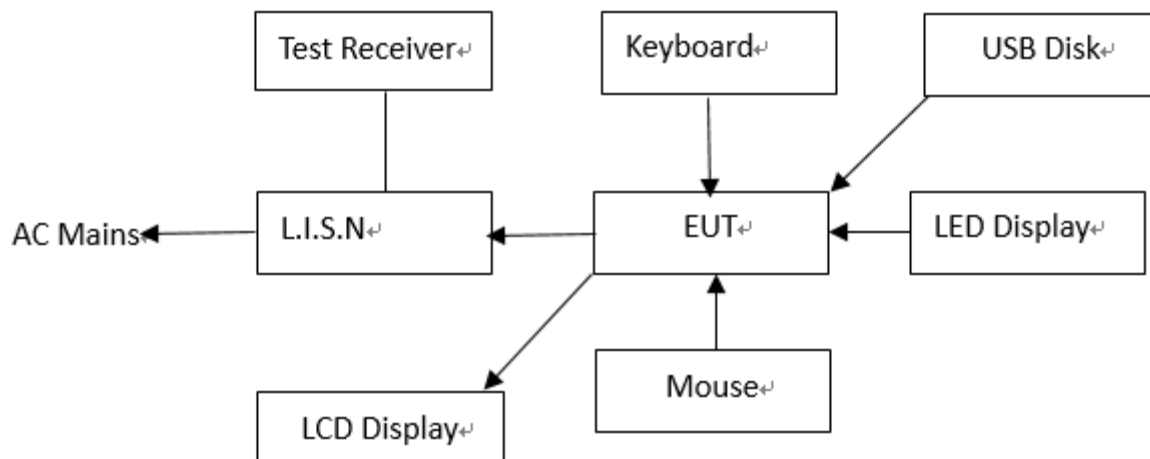 Test Receiver
Keyboard
USB Disk
AC Mains
L.I.S.N
EUT
LED Display
Mouse
LCD Display